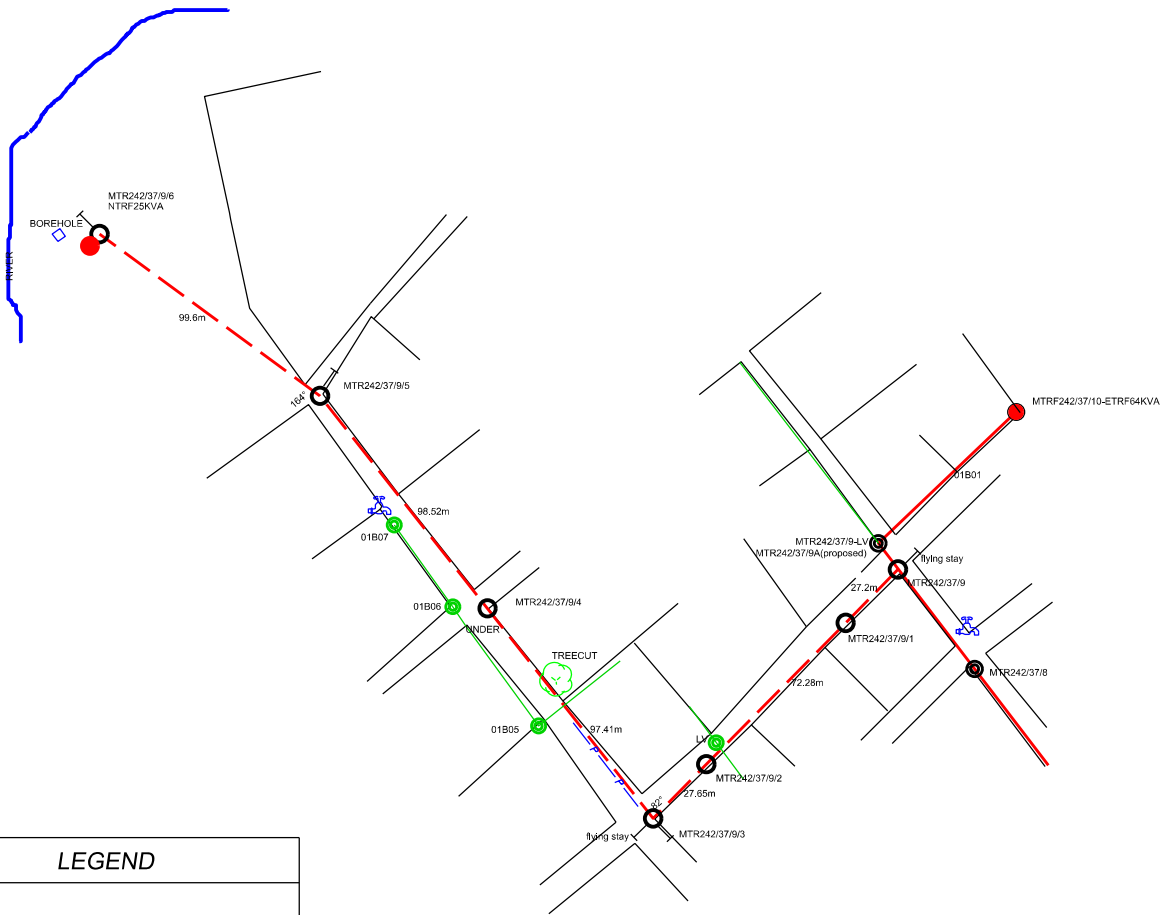 MTR242/37/9/6
NTRF25KVA
BOREHOLE
RIVER
99.6m
MTR242/37/9/5
164°
MTRF242/37/10-ETRF64KVA
01B01
98.52m
01B07
MTR242/37/9-LV
MTR242/37/9A(proposed)
flying stay
MTR242/37/9
27.2m
01B06
MTR242/37/9/4
UNDER
MTR242/37/9/1
TREECUT
MTR242/37/8
72.28m
01B05
97.41m
LV
P
MTR242/37/9/2
P
27.65m
82°
flying stay
MTR242/37/9/3
LEGEND